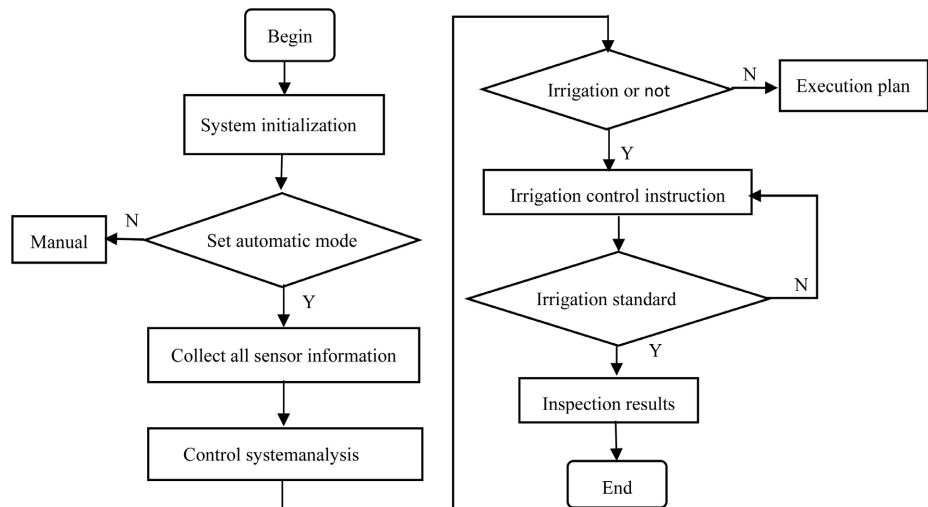 Begin
System initialization
Set automatic mode
N
Manual
Y
Collect all sensor information
Control systemanalysis
Irrigation or not
N
Execution plan
Y
Irrigation control instruction
Irrigation standard
N
Y
Inspection results
End